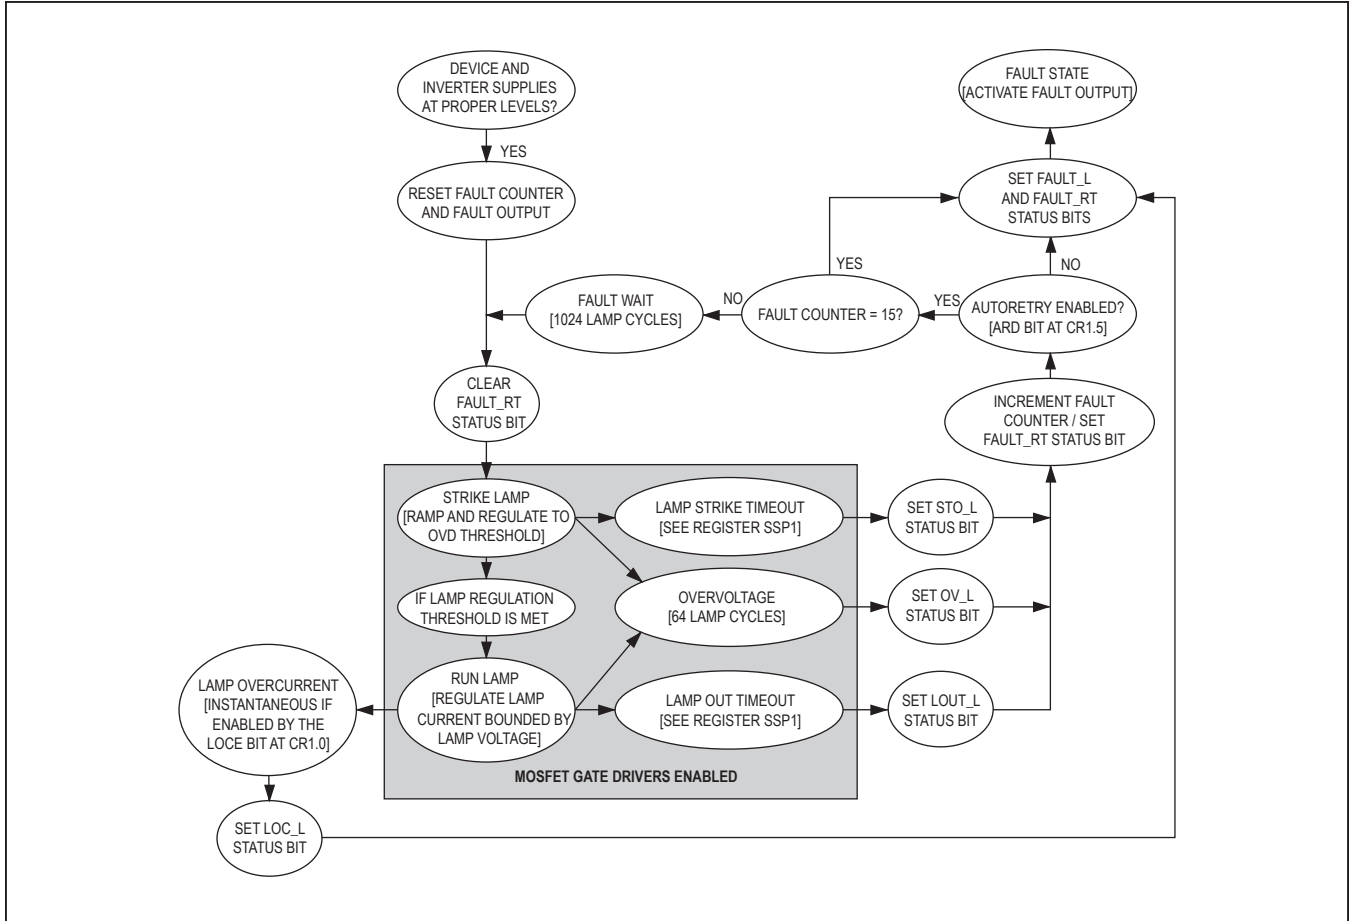 DEVICE AND
INVERTER SUPPLIES
AT PROPER LEVELS?
YES
RESET FAULT COUNTER
AND FAULT OUTPUT
FAULT STATE
[ACTIVATE FAULT OUTPUT]
SET FAULT_L
AND FAULT_RT
STATUS BITS
NO
YES
AUTORETRY ENABLED?
[ARD BIT AT CR1.5]
YES
FAULT COUNTER = 15?
NO
FAULT WAIT
[1024 LAMP CYCLES]
CLEAR
FAULT_RT
STATUS BIT
INCREMENT FAULT
COUNTER / SET
FAULT_RT STATUS BIT
STRIKE LAMP
[RAMP AND REGULATE TO
OVD THRESHOLD]
LAMP STRIKE TIMEOUT
[SEE REGISTER SSP1]
SET STO_L
STATUS BIT
IF LAMP REGULATION
THRESHOLD IS MET
OVERVOLTAGE
[64 LAMP CYCLES]
SET OV_L
STATUS BIT
LAMP OVERCURRENT
[INSTANTANEOUS IF
ENABLED BY THE
LOCE BIT AT CR1.0]
RUN LAMP
[REGULATE LAMP
CURRENT BOUNDED BY
LAMP VOLTAGE]
LAMP OUT TIMEOUT
[SEE REGISTER SSP1]
SET LOUT_L
STATUS BIT
MOSFET GATE DRIVERS ENABLED
SET LOC_L
STATUS BIT